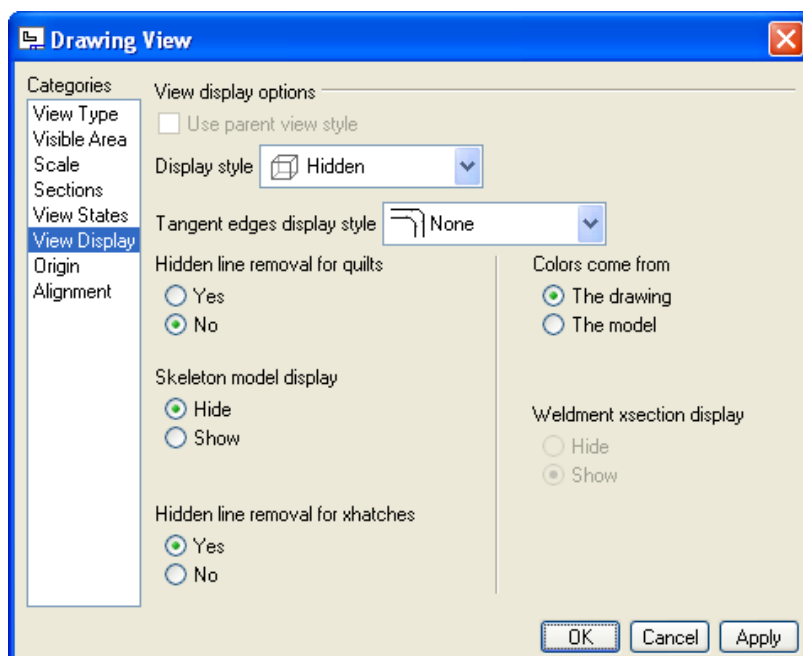 Drawing View
Categories
View Type
Visible Area
Scale
Sections
View States
View Display
Origin
Alignment
View display options
Use parent view style
Display style Hidden
Tangent edges display style None
Hidden line removal for quilts
Yes
No
Skeleton model display
Hide
Show
Hidden line removal for xhatches
Yes
No
Colors come from
The drawing
The model
Weldment xsection display
Hide
Show
OK Cancel Apply